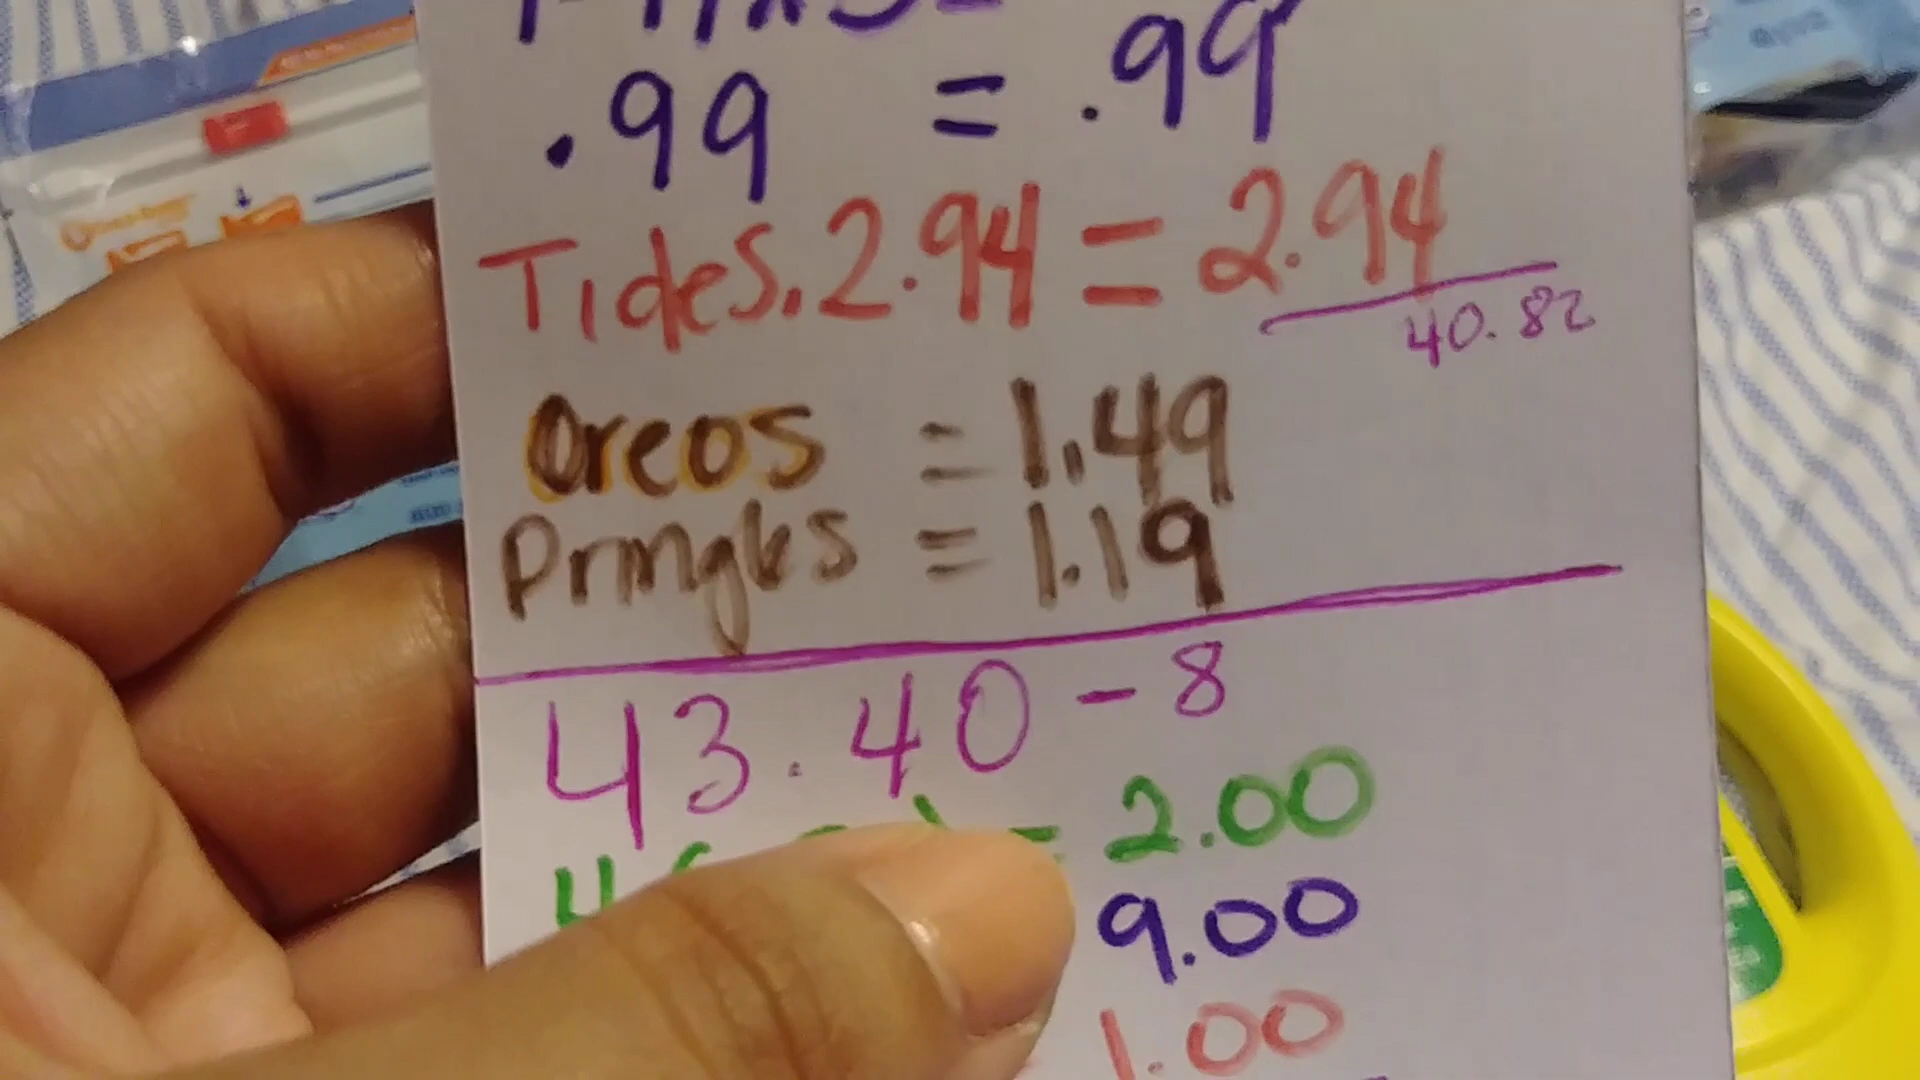 .99 = .99
Tides. 2.94 = 2.94
40.82
Oreos = 1.49
Pringles = 1.19
43.40 - 8
= 2.00
9.00
1.00